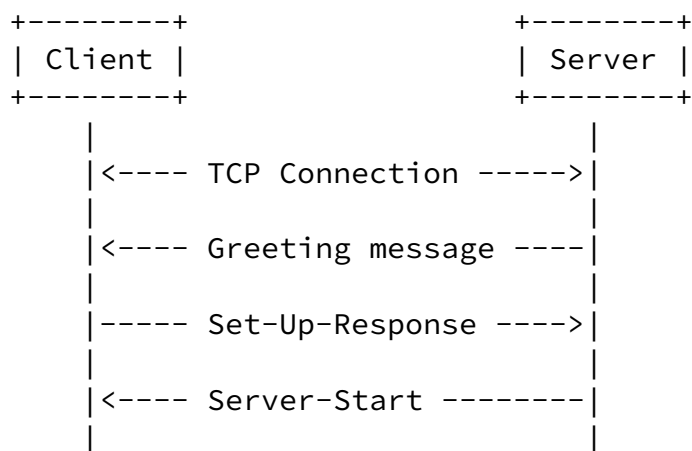 +--------+                  +--------+
| Client |                  | Server |
+--------+                  +--------+
    |                           |
    |<---- TCP Connection ----->|
    |                           |
    |<---- Greeting message ----|
    |                           |
    |----- Set-Up-Response ---->|
    |                           |
    |<---- Server-Start --------|
    |                           |